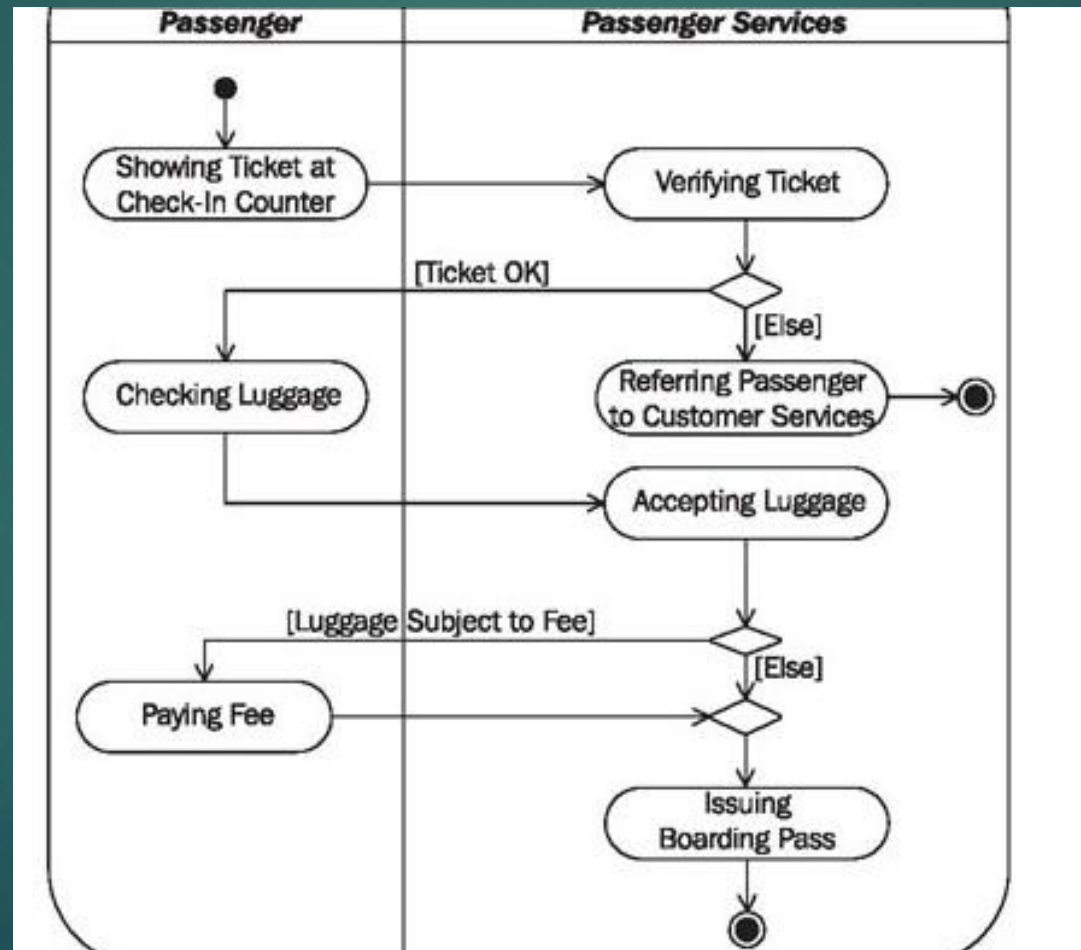 Passenger
Passenger Services
Showing Ticket at
Check-In Counter
Verifying Ticket
[Ticket OK]
[Else]
Checking Luggage
Referring Passenger
to Customer Services
Accepting Luggage
[Luggage Subject to Fee]
[Else]
Paying Fee
Issuing
Boarding Pass